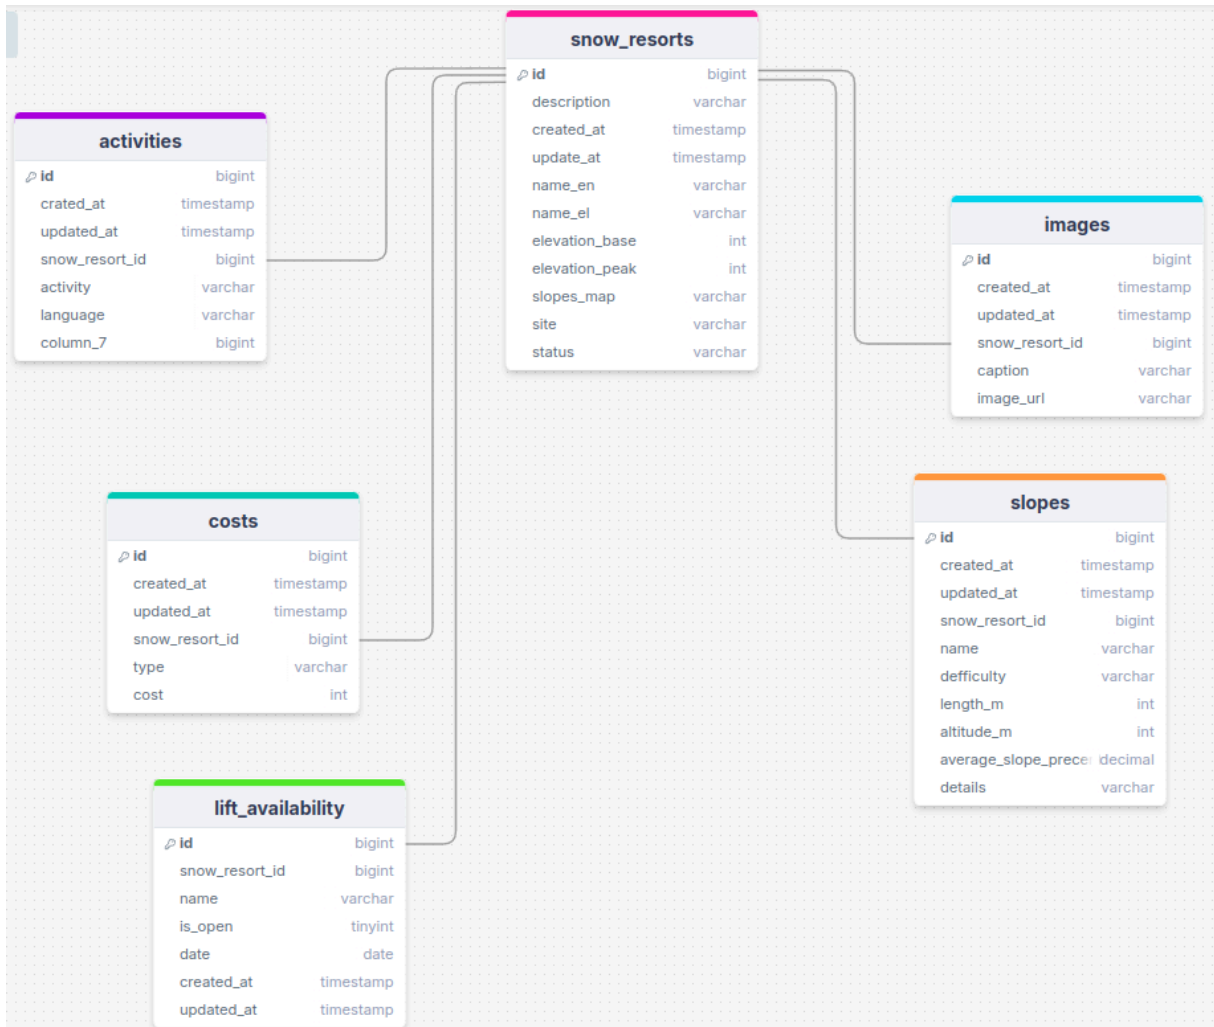 snow_resorts
id bigint
description varchar
created_at timestamp
update_at timestamp
name_en varchar
name_el varchar
elevation_base int
elevation_peak int
slopes_map varchar
site varchar
status varchar
activities
id bigint
crated_at timestamp
updated_at timestamp
snow_resort_id bigint
activity varchar
language varchar
column_7 bigint
images
id bigint
created_at timestamp
updated_at timestamp
snow_resort_id bigint
caption varchar
image_url varchar
costs
id bigint
created_at timestamp
updated_at timestamp
snow_resort_id bigint
type varchar
cost int
slopes
id bigint
created_at timestamp
updated_at timestamp
snow_resort_id bigint
name varchar
defficulty varchar
length_m int
altitude_m int
average_slope_prece decimal
details varchar
lift_availability
id bigint
snow_resort_id bigint
name varchar
is_open tinyint
date date
created_at timestamp
updated_at timestamp